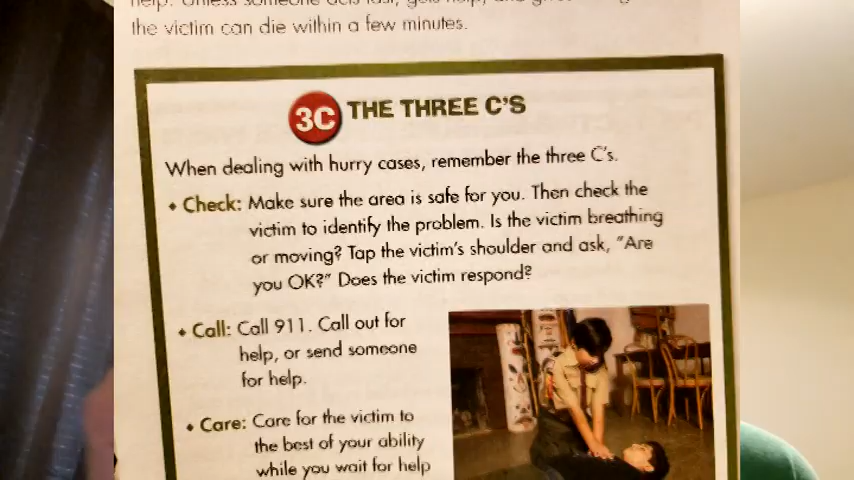 the victim can die within a few minutes.
3C THE THREE C'S
When dealing with hurry cases, remember the three C's.
• Check: Make sure the area is safe for you. Then check the
victim to identify the problem. Is the victim breathing
or moving? Tap the victim's shoulder and ask, "Are
you OK?" Does the victim respond?
• Call: Call 911. Call out for
help, or send someone
for help.
• Care: Care for the victim to
the best of your ability
while you wait for help